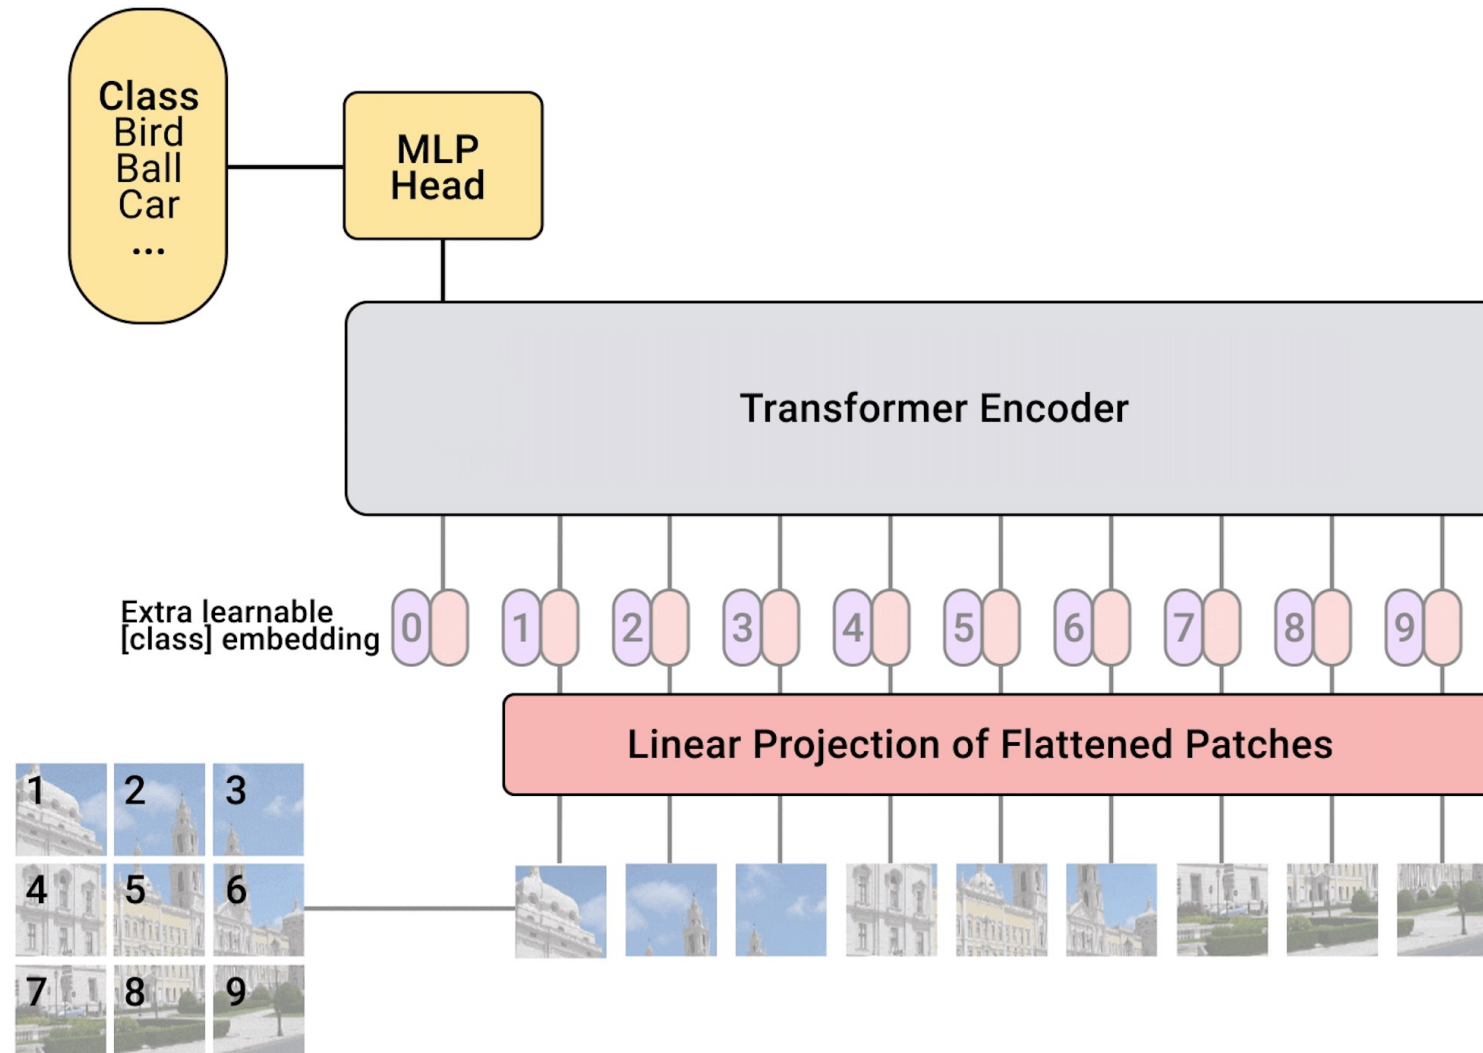 Class
Bird
Ball
Car
...
MLP
Head
Transformer Encoder
Extra learnable
[class] embedding
0 1 2 3 4 5 6 7 8 9
Linear Projection of Flattened Patches
1 2 3
4 5 6
7 8 9